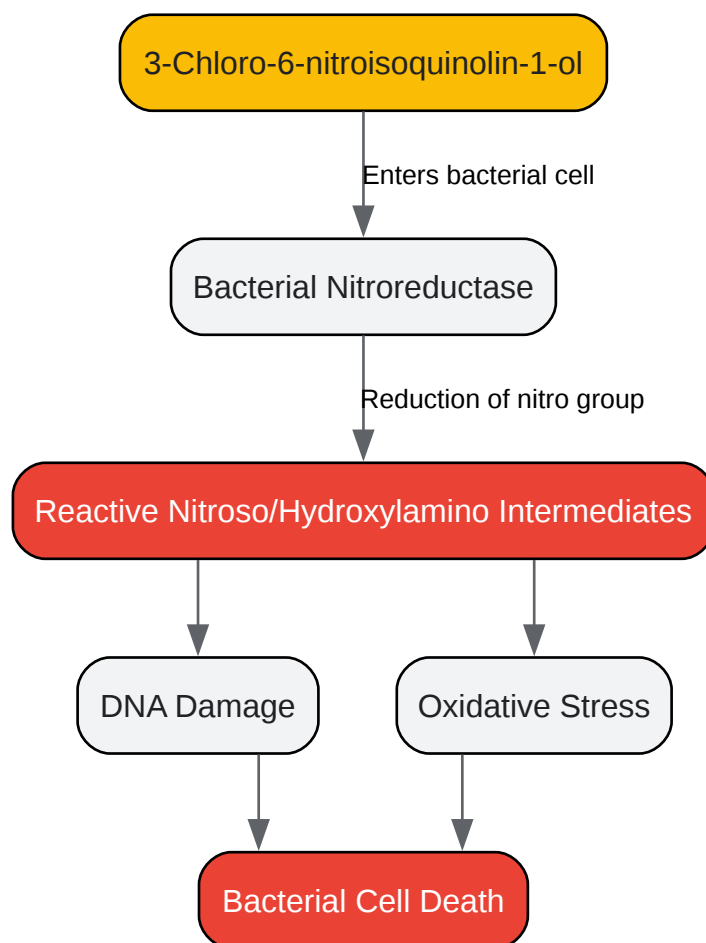 3-Chloro-6-nitroisoquinolin-1-ol
Enters bacterial cell
Bacterial Nitroreductase
Reduction of nitro group
Reactive Nitroso/Hydroxylamino Intermediates
DNA Damage
Oxidative Stress
Bacterial Cell Death